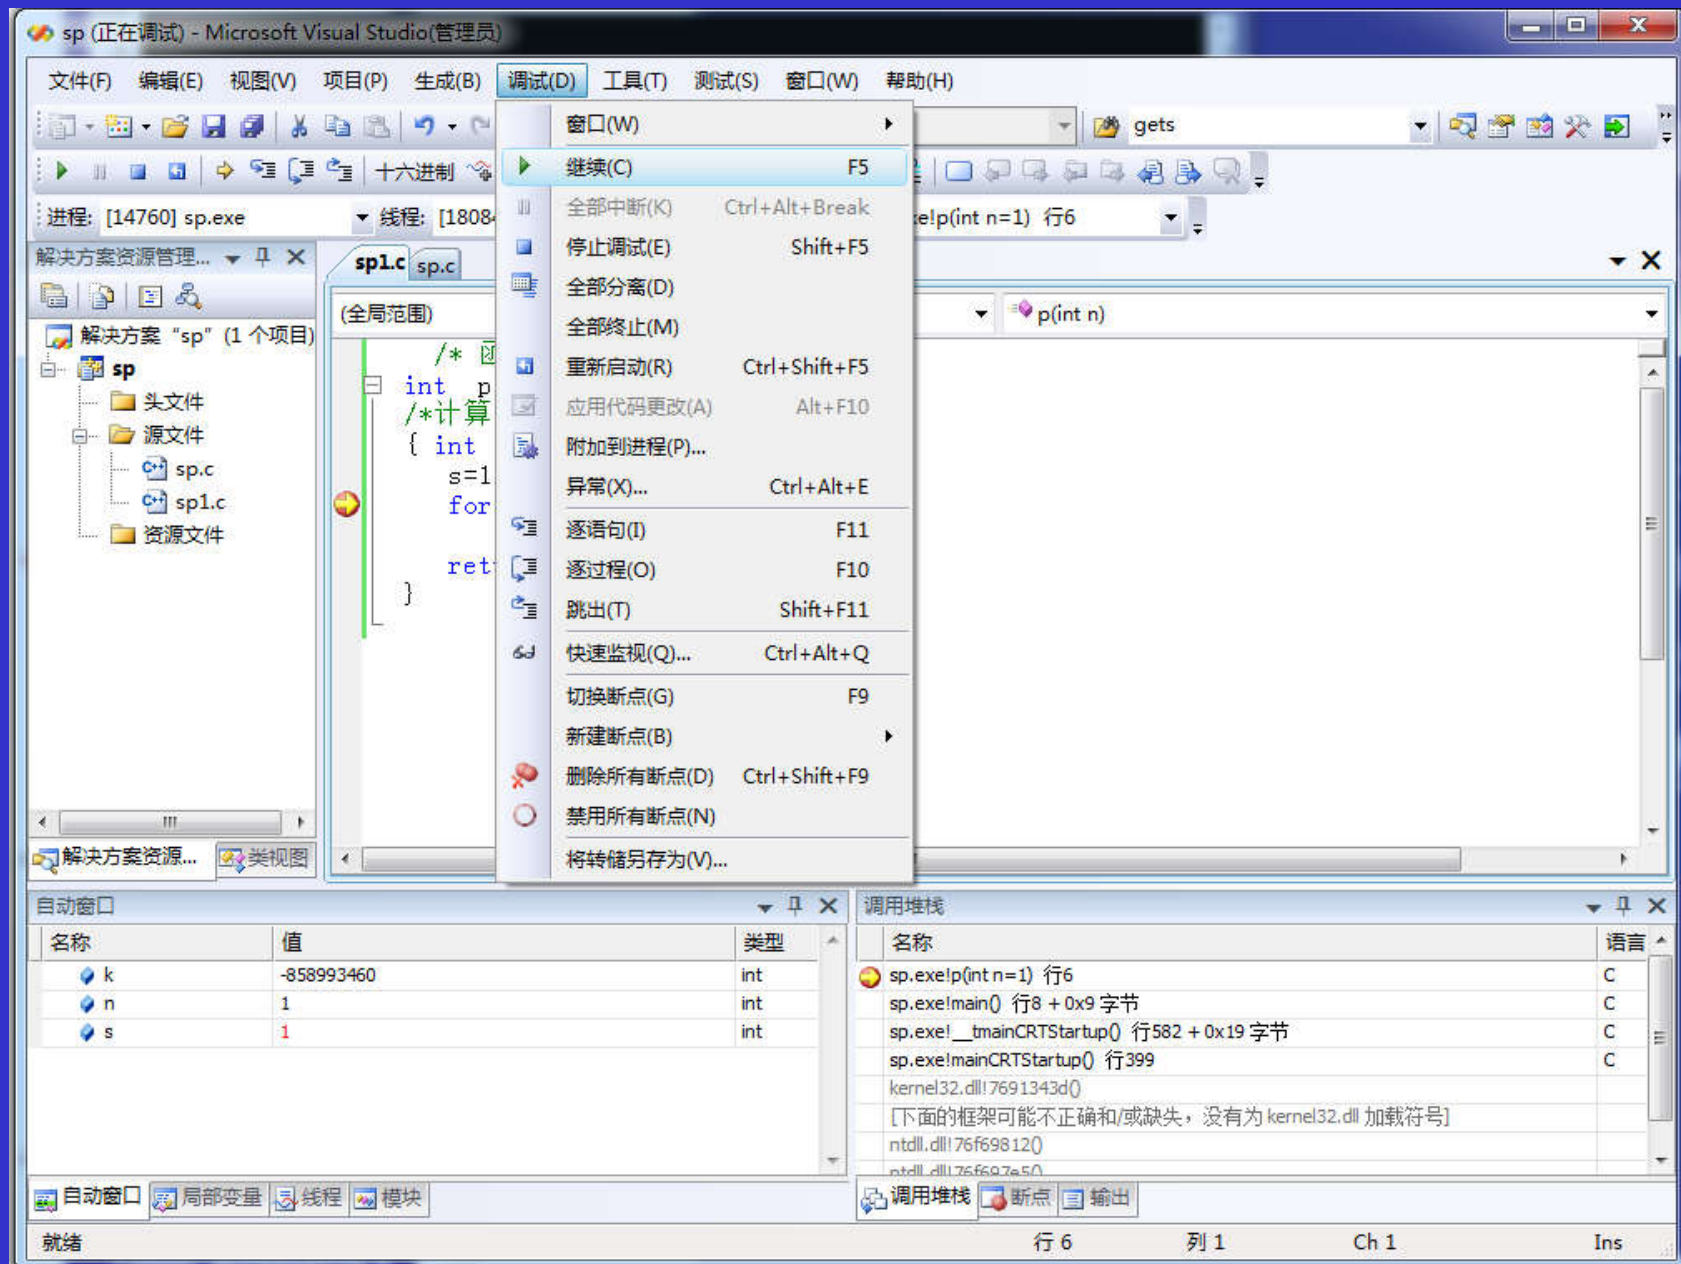 sp (正在调试) - Microsoft Visual Studio(管理员)
文件(F) 编辑(E) 视图(V) 项目(P) 生成(B) 调试(D) 工具(T) 测试(S) 窗口(W) 帮助(H)
gets
十六进制
进程: [14760] sp.exe 线程: [1808 e!p(int n=1) 行6
窗口(W)
继续(C) F5
全部中断(K) Ctrl+Alt+Break
停止调试(E) Shift+F5
全部分离(D)
全部终止(M)
重新启动(R) Ctrl+Shift+F5
应用代码更改(A) Alt+F10
附加到进程(P)...
异常(X)... Ctrl+Alt+E
逐语句(I) F11
逐过程(O) F10
跳出(T) Shift+F11
快速监视(Q)... Ctrl+Alt+Q
切换断点(G) F9
新建断点(B)
删除所有断点(D) Ctrl+Shift+F9
禁用所有断点(N)
将转储另存为(V)...
解决方案资源管理...
解决方案 "sp" (1 个项目)
sp
头文件
源文件
sp.c
sp1.c
资源文件
解决方案资源... 类视图
sp1.c sp.c
(全局范围) p(int n)
/*
int p
/*计算
{ int
s=1
for
ret
}
自动窗口
名称 值 类型
k -858993460 int
n 1 int
s 1 int
自动窗口 局部变量 线程 模块
调用堆栈
名称 语言
sp.exe!p(int n=1) 行6 C
sp.exe!main() 行8 + 0x9 字节 C
sp.exe!__tmainCRTStartup() 行582 + 0x19 字节 C
sp.exe!mainCRTStartup() 行399 C
kernel32.dll!7691343d()
[下面的框架可能不正确和/或缺失，没有为 kernel32.dll 加载符号]
ntdll.dll!76f69812()
ntdll.dll!76f697e5()
调用堆栈 断点 输出
就绪 行 6 列 1 Ch 1 Ins